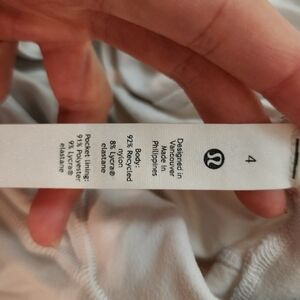 4
Designed in
Vancouver
Made in
Philippines
Body:
92% Recycled
nylon
8% Lycra®
elastane
Pocket lining:
91% Polyester
9% Lycra®
elastane